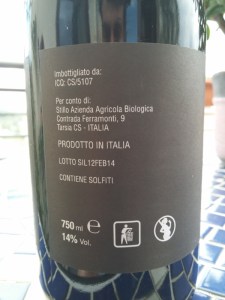 Imbottigliato da:
ICQ: CS/5107
Per conto di:
Stillo Azienda Agricola Biologica
Contrada Ferramonti, 9
Tarsia CS - ITALIA
PRODOTTO IN ITALIA
LOTTO SIL12FEB14
CONTIENE SOLFITI
750 ml ℮
14% Vol.